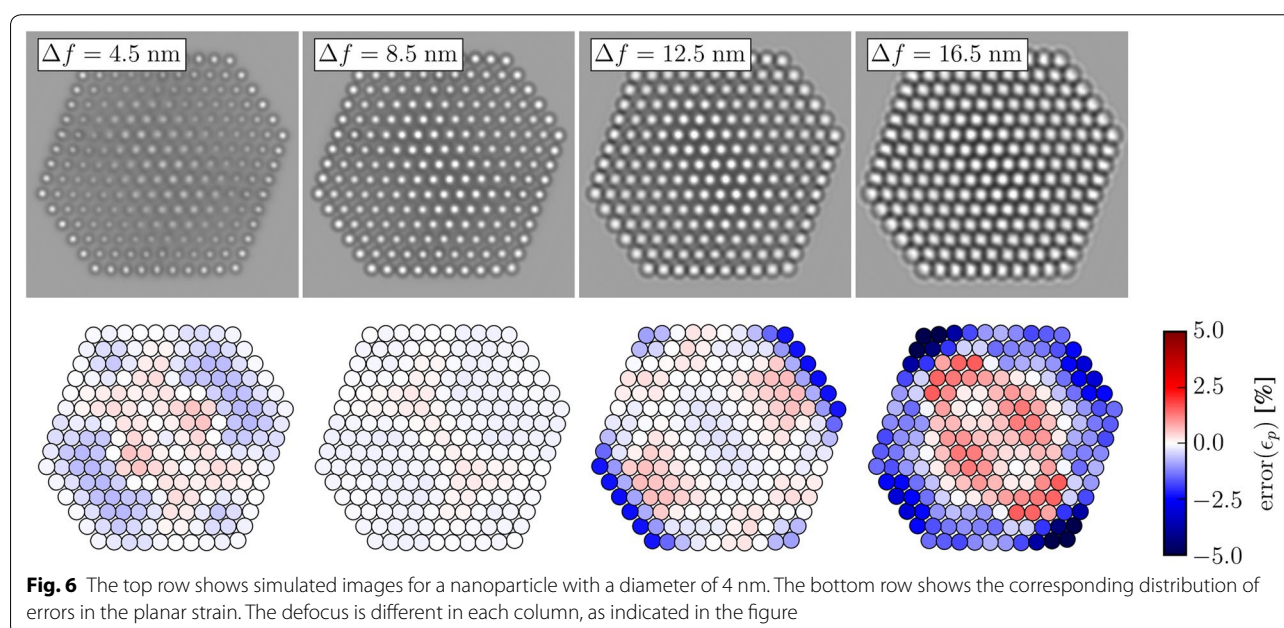 Δf = 4.5 nm
Δf = 8.5 nm
Δf = 12.5 nm
Δf = 16.5 nm
5.0
2.5
0.0
−2.5
−5.0
error(ϵp) [%]
Fig. 6 The top row shows simulated images for a nanoparticle with a diameter of 4 nm. The bottom row shows the corresponding distribution of
errors in the planar strain. The defocus is different in each column, as indicated in the figure